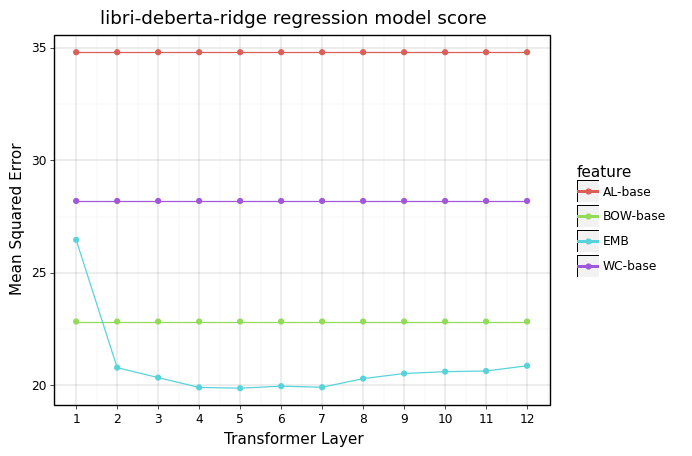 libri-deberta-ridge regression model score
Mean Squared Error
35
30
25
20
1 2 3 4 5 6 7 8 9 10 11 12
Transformer Layer
feature
AL-base
BOW-base
EMB
WC-base